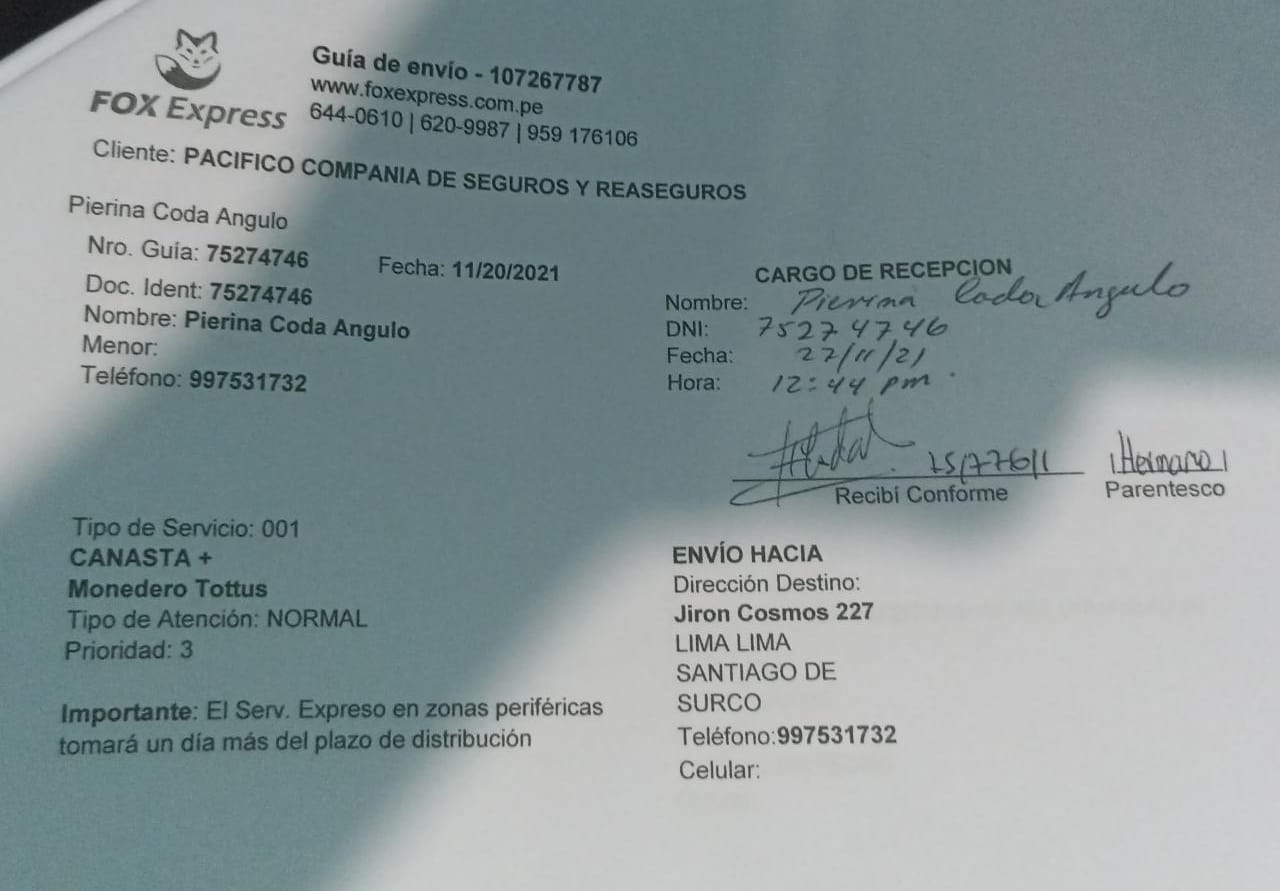 FOX Express
Guía de envío - 107267787
www.foxexpress.com.pe
644-0610 | 620-9987 | 959 176106
Cliente: PACIFICO COMPANIA DE SEGUROS Y REASEGUROS
Pierina Coda Angulo
Nro. Guía: 75274746 Fecha: 11/20/2021
Doc. Ident: 75274746
Nombre: Pierina Coda Angulo
Menor:
Teléfono: 997531732
CARGO DE RECEPCION
Nombre: Pierina Coda Angulo
DNI: 75274746
Fecha: 27/11/21
Hora: 12:44 pm
Hermano
Recibí Conforme Parentesco
Tipo de Servicio: 001
CANASTA +
Monedero Tottus
Tipo de Atención: NORMAL
Prioridad: 3
Importante: El Serv. Expreso en zonas periféricas
tomará un día más del plazo de distribución
ENVÍO HACIA
Dirección Destino:
Jiron Cosmos 227
LIMA LIMA
SANTIAGO DE
SURCO
Teléfono:997531732
Celular: